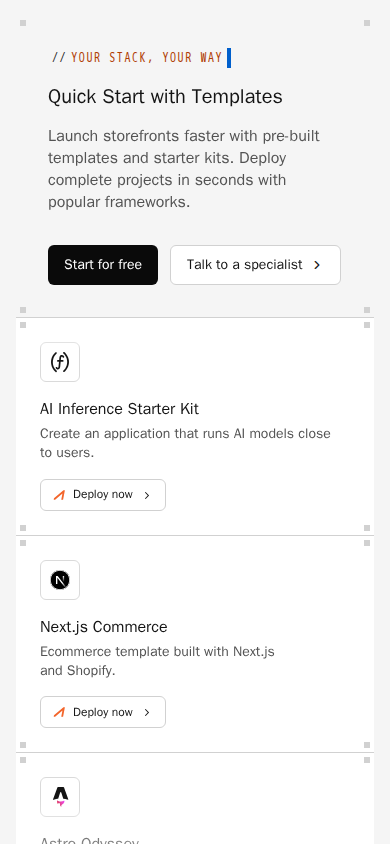 // YOUR STACK, YOUR WAY
Quick Start with Templates
Launch storefronts faster with pre-built
templates and starter kits. Deploy
complete projects in seconds with
popular frameworks.
Start for free
Talk to a specialist
AI Inference Starter Kit
Create an application that runs AI models close
to users.
Deploy now
Next.js Commerce
Ecommerce template built with Next.js
and Shopify.
Deploy now
Astro Odyssey